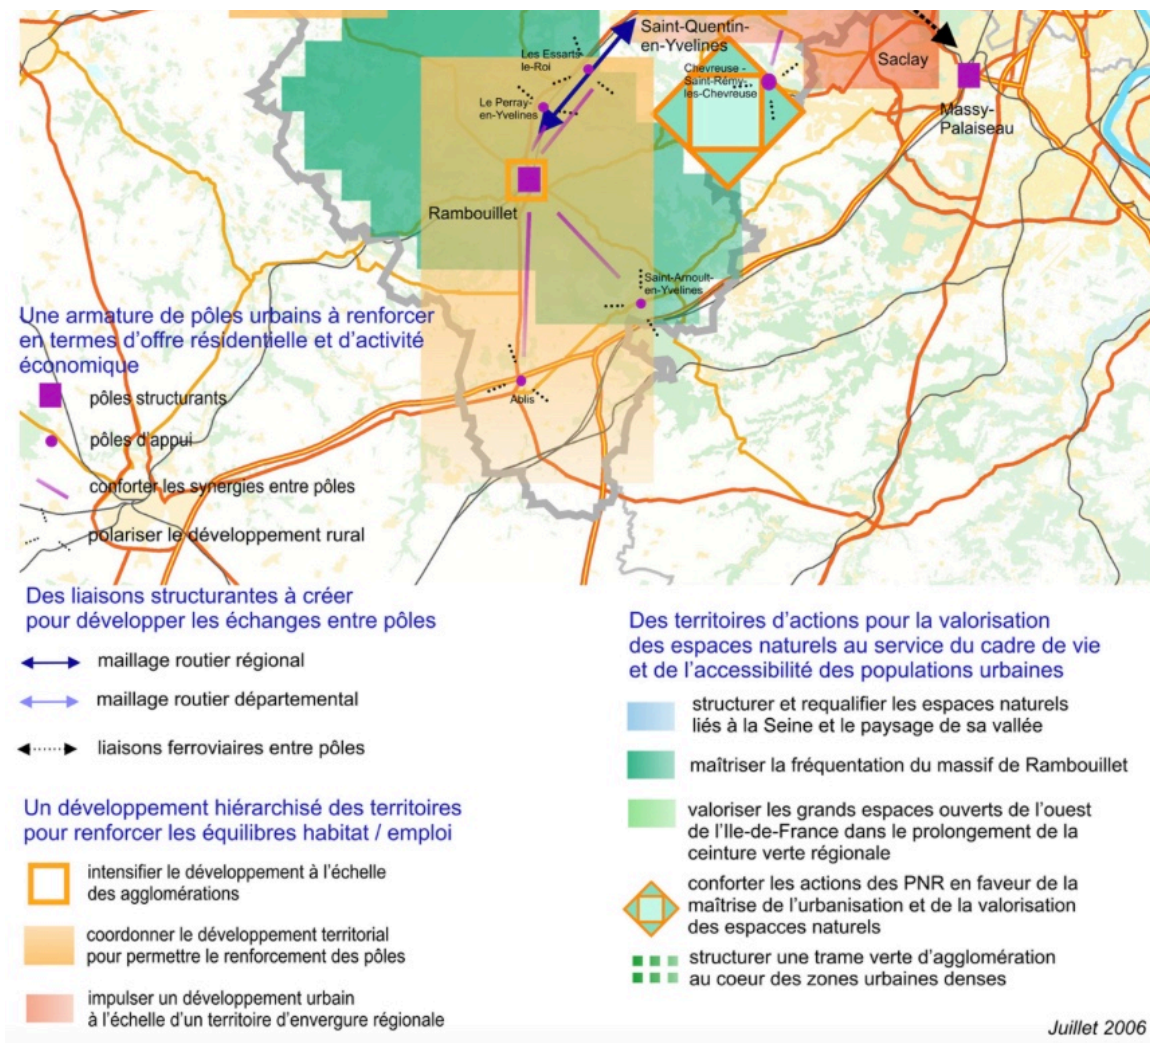 Saint-Quentin-
en-Yvelines
Les Essarts
le-Roi
Saclay
Chevreuse -
Saint-Rémy-
les-Chevreuse
Le Perray-
en-Yvelines
Massy-
Palaiseau
Rambouillet
Saint-Arnoult-
en-Yvelines
Ablis
Une armature de pôles urbains à renforcer
en termes d'offre résidentielle et d'activité
économique
pôles structurants
pôles d'appui
conforter les synergies entre pôles
polariser le développement rural
Des liaisons structurantes à créer
pour développer les échanges entre pôles
maillage routier régional
maillage routier départemental
liaisons ferroviaires entre pôles
Un développement hiérarchisé des territoires
pour renforcer les équilibres habitat / emploi
intensifier le développement à l'échelle
des agglomérations
coordonner le développement territorial
pour permettre le renforcement des pôles
impulser un développement urbain
à l'échelle d'un territoire d'envergure régionale
Des territoires d'actions pour la valorisation
des espaces naturels au service du cadre de vie
et de l'accessibilité des populations urbaines
structurer et requalifier les espaces naturels
liés à la Seine et le paysage de sa vallée
maîtriser la fréquentation du massif de Rambouillet
valoriser les grands espaces ouverts de l'ouest
de l'Ile-de-France dans le prolongement de la
ceinture verte régionale
conforter les actions des PNR en faveur de la
maîtrise de l'urbanisation et de la valorisation
des espacces naturels
structurer une trame verte d'agglomération
au coeur des zones urbaines denses
Juillet 2006